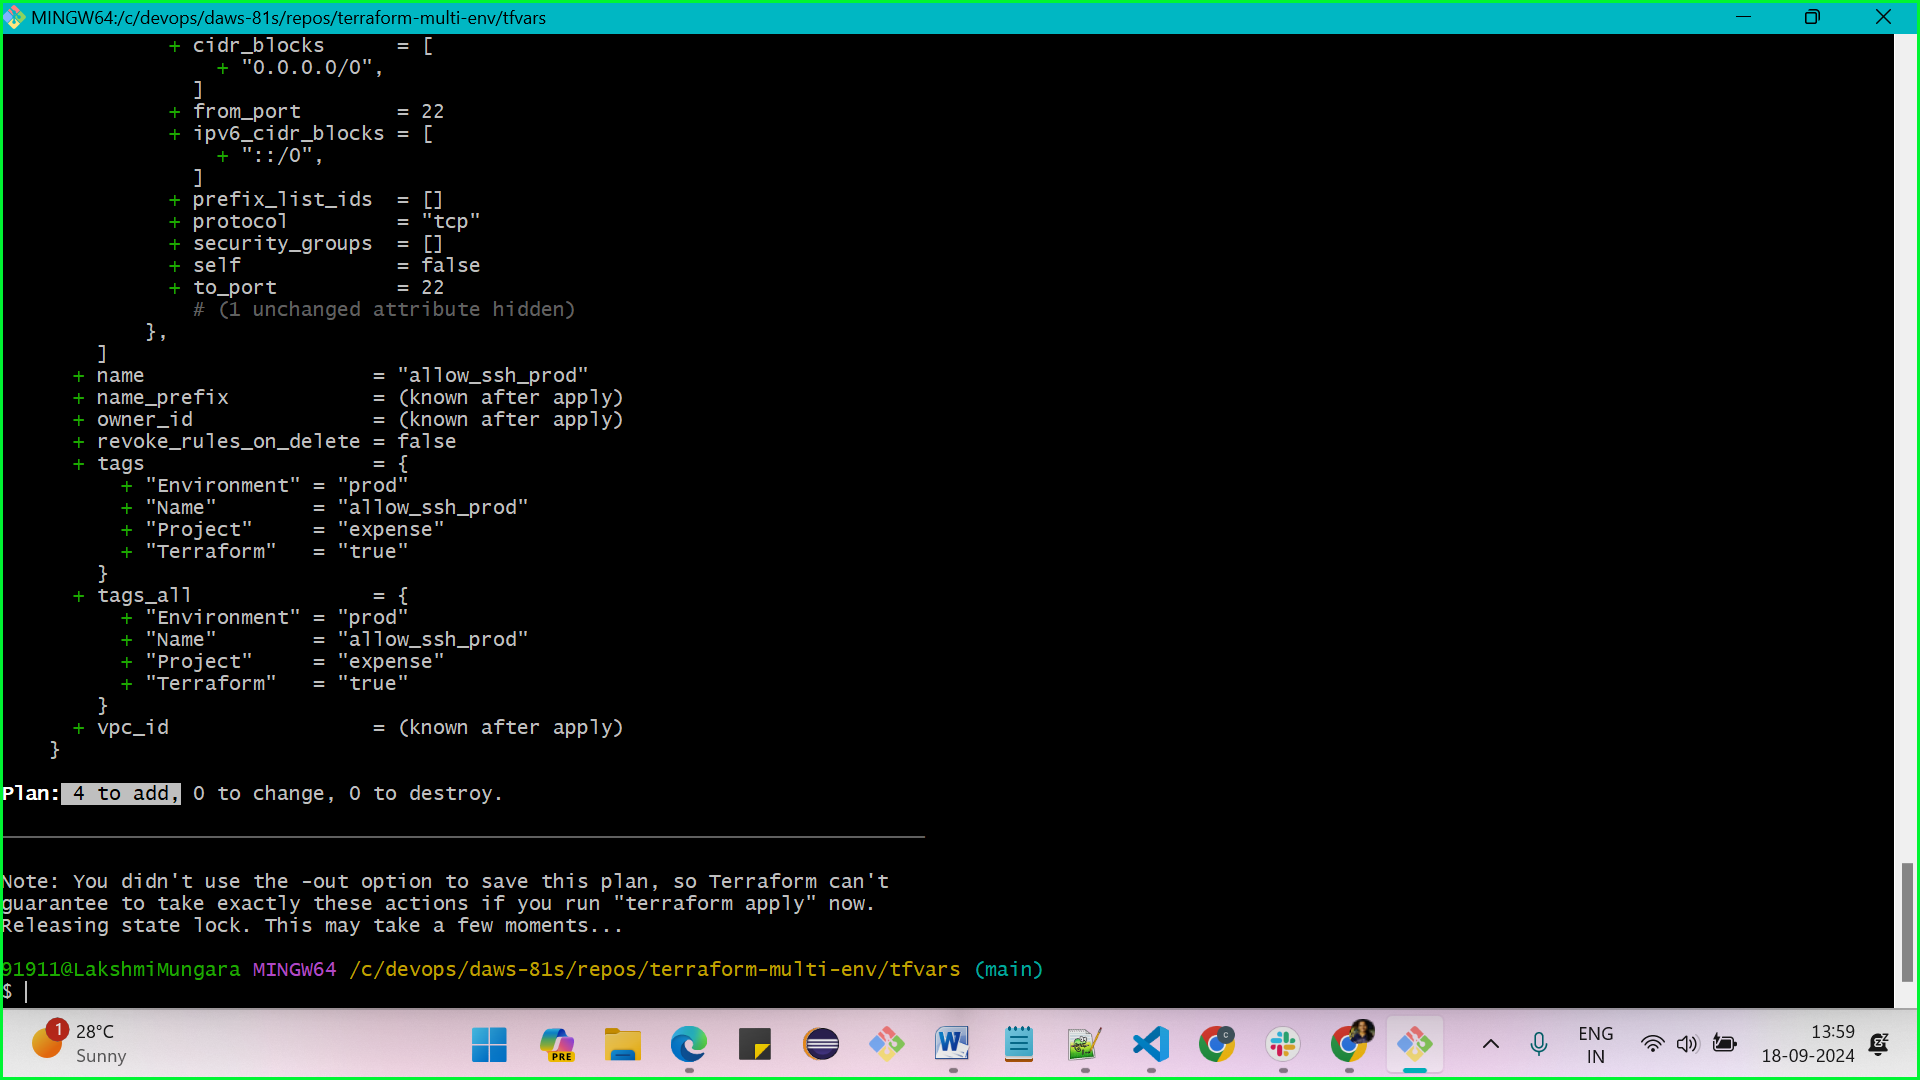 MINGW64:/c/devops/daws-81s/repos/terraform-multi-env/tfvars
+ cidr_blocks      = [
+ "0.0.0.0/0",
]
+ from_port        = 22
+ ipv6_cidr_blocks = [
+ "::/0",
]
+ prefix_list_ids  = []
+ protocol         = "tcp"
+ security_groups  = []
+ self             = false
+ to_port          = 22
# (1 unchanged attribute hidden)
},
]
+ name                   = "allow_ssh_prod"
+ name_prefix            = (known after apply)
+ owner_id               = (known after apply)
+ revoke_rules_on_delete = false
+ tags                   = {
+ "Environment" = "prod"
+ "Name"        = "allow_ssh_prod"
+ "Project"     = "expense"
+ "Terraform"   = "true"
}
+ tags_all               = {
+ "Environment" = "prod"
+ "Name"        = "allow_ssh_prod"
+ "Project"     = "expense"
+ "Terraform"   = "true"
}
+ vpc_id                 = (known after apply)
}
Plan: 4 to add, 0 to change, 0 to destroy.
Note: You didn't use the -out option to save this plan, so Terraform can't
guarantee to take exactly these actions if you run "terraform apply" now.
Releasing state lock. This may take a few moments...
91911@LakshmiMungara MINGW64 /c/devops/daws-81s/repos/terraform-multi-env/tfvars (main)
$
1
28°C
Sunny
PRE
W
C
ENG
IN
13:59
18-09-2024